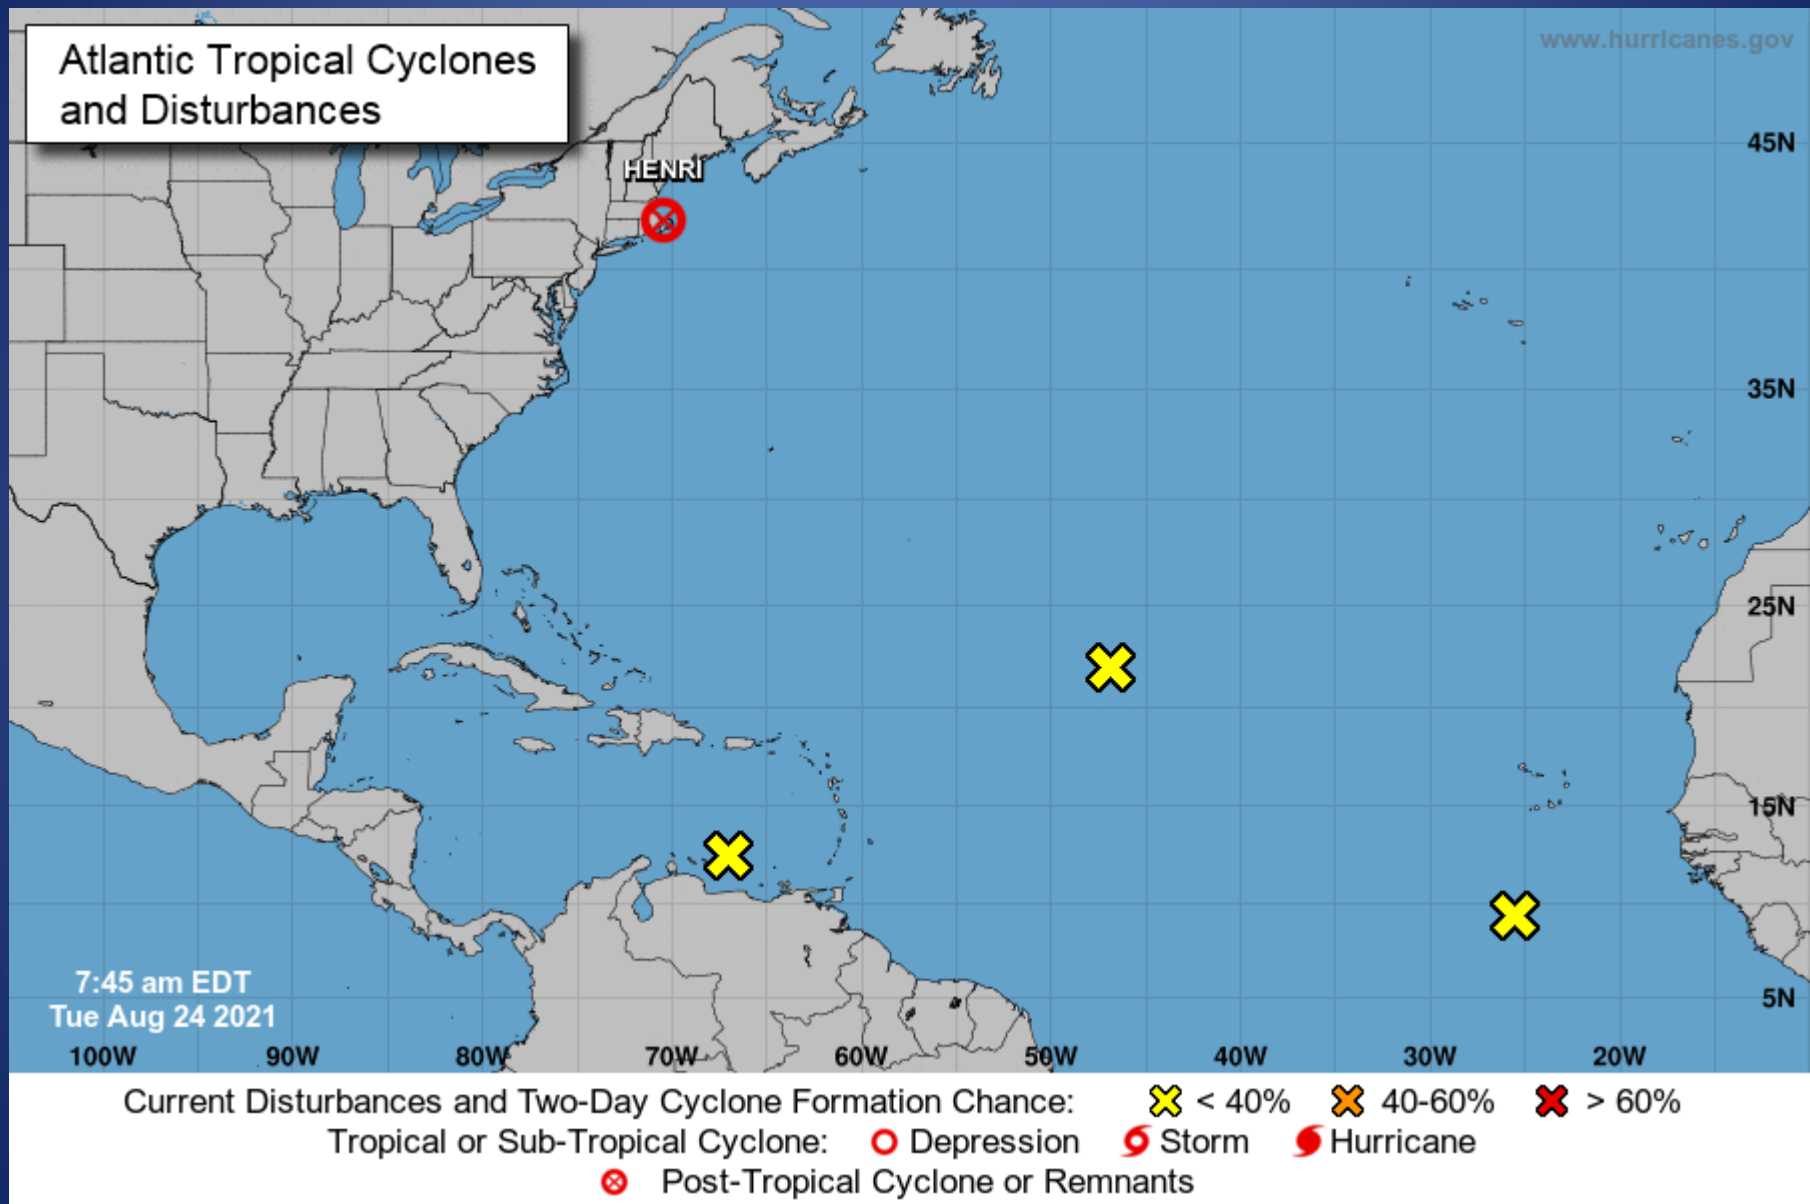 Atlantic Tropical Cyclones
and Disturbances
www.hurricanes.gov
45N
HENRI
35N
25N
15N
5N
7:45 am EDT
Tue Aug 24 2021
100W 90W 80W 70W 60W 50W 40W 30W 20W
Current Disturbances and Two-Day Cyclone Formation Chance: < 40% 40-60% > 60%
Tropical or Sub-Tropical Cyclone: Depression Storm Hurricane
Post-Tropical Cyclone or Remnants